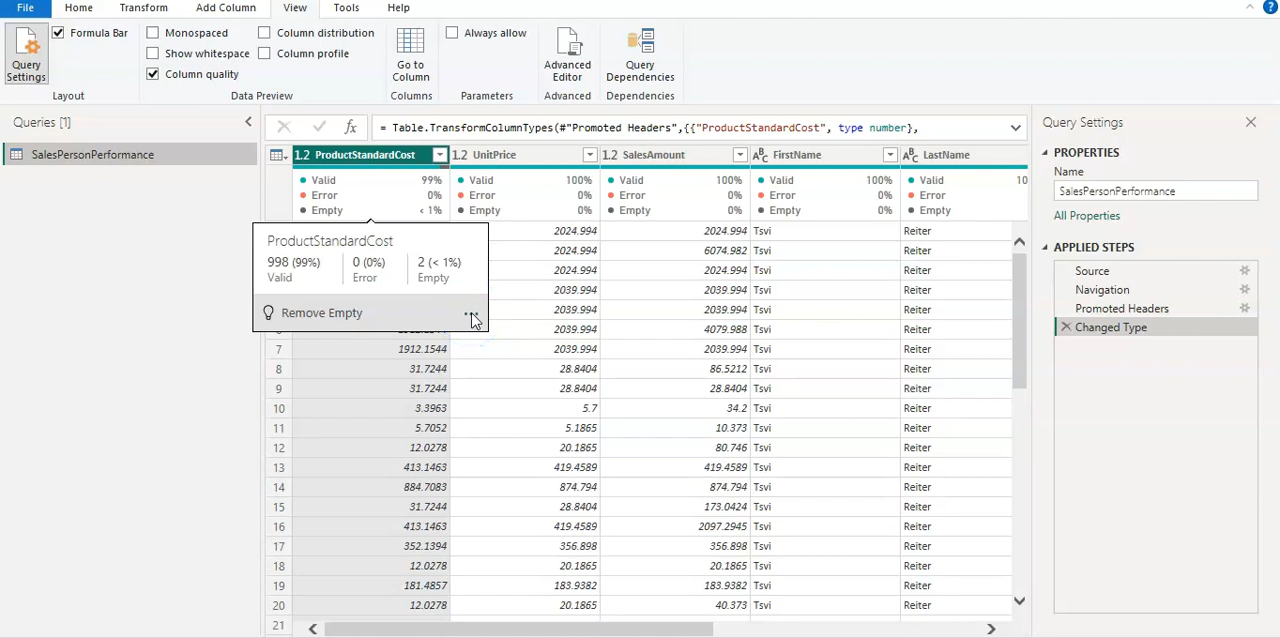 File Home Transform Add Column View Tools Help
Query Settings
Formula Bar
Layout
Monospaced
Show whitespace
Column quality
Column distribution
Column profile
Data Preview
Go to Column
Columns
Always allow
Parameters
Advanced Editor
Advanced
Query Dependencies
Dependencies
Queries [1]
SalesPersonPerformance
fx = Table.TransformColumnTypes(#"Promoted Headers",{{"ProductStandardCost", type number},
1.2 ProductStandardCost 1.2 UnitPrice 1.2 SalesAmount ABC FirstName ABC LastName
Valid 99% Valid 100% Valid 100% Valid 100% Valid 10
Error 0% Error 0% Error 0% Error 0% Error
Empty < 1% Empty 0% Empty 0% Empty 0% Empty
ProductStandardCost
998 (99%) 0 (0%) 2 (< 1%)
Valid Error Empty
Remove Empty
2024.994 2024.994 Tsvi Reiter
2024.994 6074.982 Tsvi Reiter
2024.994 2024.994 Tsvi Reiter
2039.994 2039.994 Tsvi Reiter
2039.994 2039.994 Tsvi Reiter
2039.994 4079.988 Tsvi Reiter
7 1912.1544 2039.994 2039.994 Tsvi Reiter
8 31.7244 28.8404 86.5212 Tsvi Reiter
9 31.7244 28.8404 28.8404 Tsvi Reiter
10 3.3963 5.7 34.2 Tsvi Reiter
11 5.7052 5.1865 10.373 Tsvi Reiter
12 12.0278 20.1865 80.746 Tsvi Reiter
13 413.1463 419.4589 419.4589 Tsvi Reiter
14 884.7083 874.794 874.794 Tsvi Reiter
15 31.7244 28.8404 173.0424 Tsvi Reiter
16 413.1463 419.4589 2097.2945 Tsvi Reiter
17 352.1394 356.898 356.898 Tsvi Reiter
18 12.0278 20.1865 20.1865 Tsvi Reiter
19 181.4857 183.9382 183.9382 Tsvi Reiter
20 12.0278 20.1865 40.373 Tsvi Reiter
21
Query Settings
PROPERTIES
Name
SalesPersonPerformance
All Properties
APPLIED STEPS
Source
Navigation
Promoted Headers
Changed Type